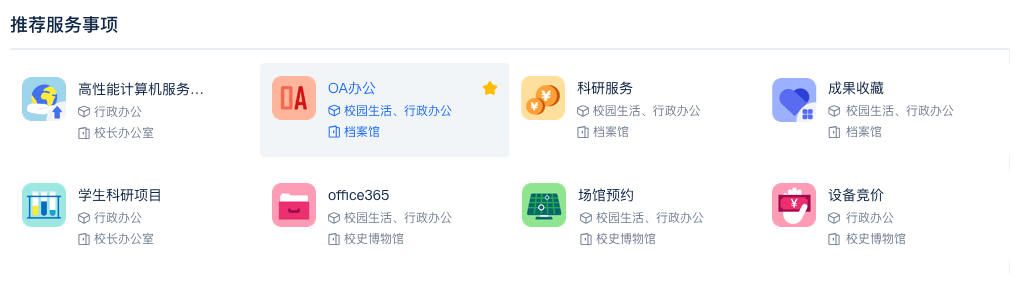 推荐服务事项
高性能计算机服务...
行政办公
校长办公室
OA
OA办公
校园生活、行政办公
档案馆
¥
¥
科研服务
校园生活、行政办公
档案馆
成果收藏
校园生活、行政办公
档案馆
学生科研项目
行政办公
校长办公室
office365
校园生活、行政办公
校史博物馆
场馆预约
校园生活、行政办公
校史博物馆
¥
设备竞价
行政办公
校史博物馆